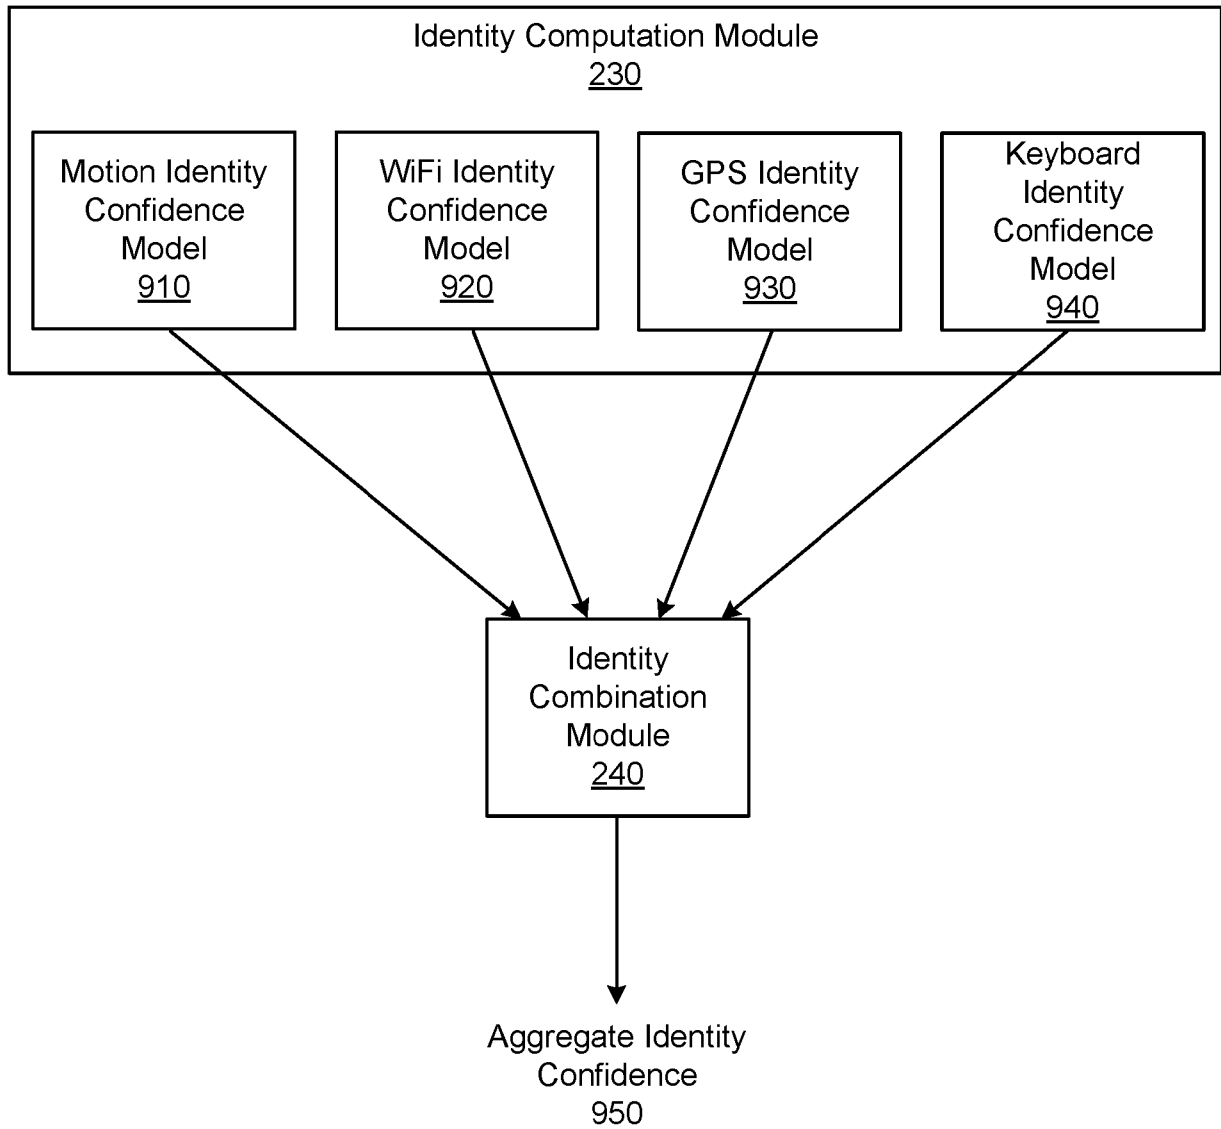 Identity Computation Module
230
Motion Identity
Confidence
Model
910
WiFi Identity
Confidence
Model
920
GPS Identity
Confidence
Model
930
Keyboard
Identity
Confidence
Model
940
Identity
Combination
Module
240
Aggregate Identity
Confidence
950